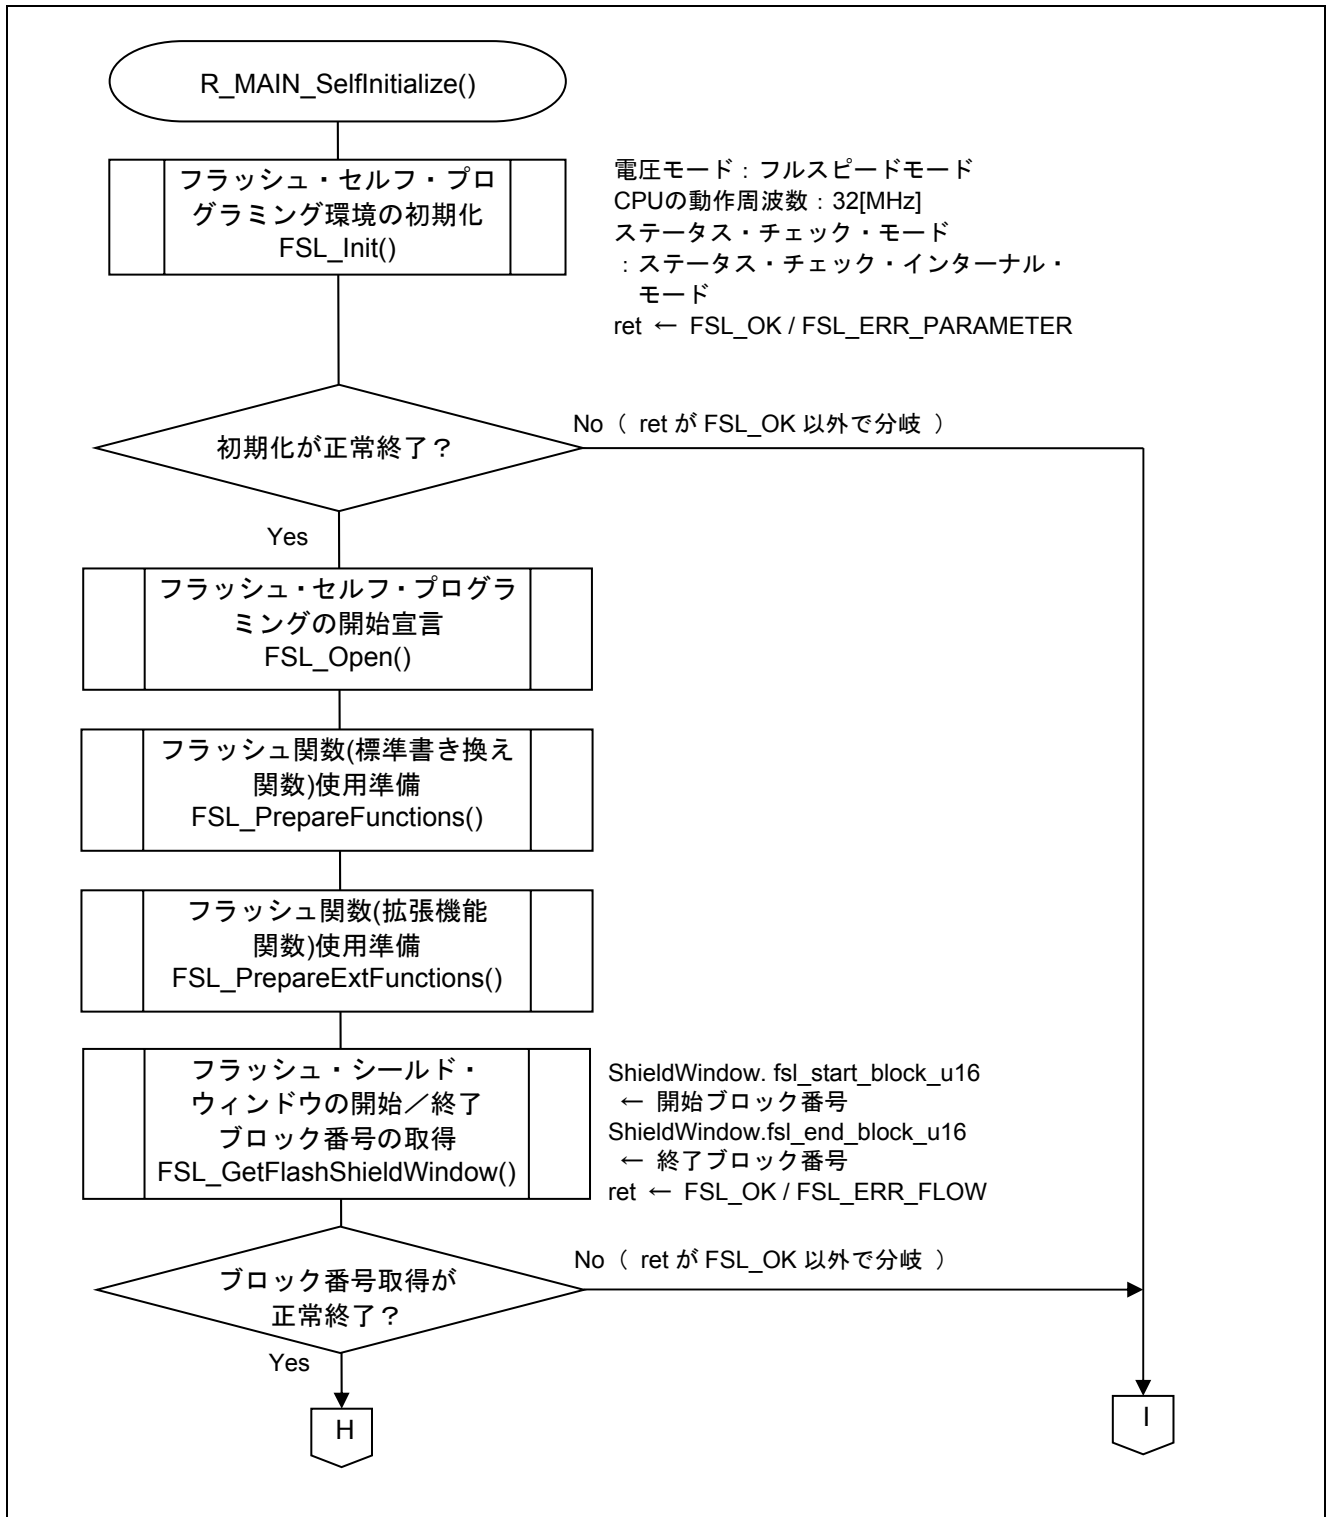 R_MAIN_SelfInitialize()
フラッシュ・セルフ・プロ
グラミング環境の初期化
FSL_Init()
電圧モード：フルスピードモード
CPUの動作周波数：32[MHz]
ステータス・チェック・モード
：ステータス・チェック・インターナル・
モード
ret ← FSL_OK / FSL_ERR_PARAMETER
初期化が正常終了？
No（ ret が FSL_OK 以外で分岐 ）
Yes
フラッシュ・セルフ・プログラ
ミングの開始宣言
FSL_Open()
フラッシュ関数(標準書き換え
関数)使用準備
FSL_PrepareFunctions()
フラッシュ関数(拡張機能
関数)使用準備
FSL_PrepareExtFunctions()
フラッシュ・シールド・
ウィンドウの開始／終了
ブロック番号の取得
FSL_GetFlashShieldWindow()
ShieldWindow. fsl_start_block_u16
← 開始ブロック番号
ShieldWindow.fsl_end_block_u16
← 終了ブロック番号
ret ← FSL_OK / FSL_ERR_FLOW
ブロック番号取得が
正常終了？
No（ ret が FSL_OK 以外で分岐 ）
Yes
H
I